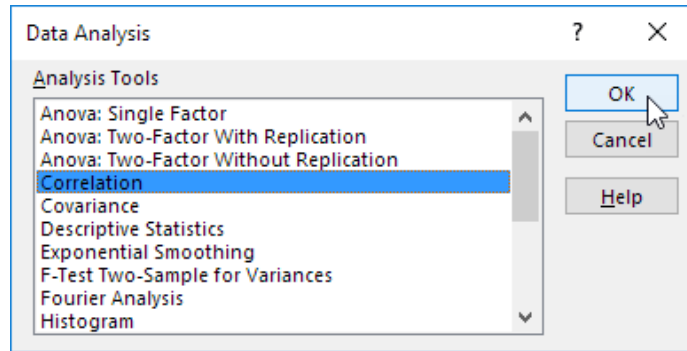 Data Analysis
?
Analysis Tools
Anova: Single Factor
Anova: Two-Factor With Replication
Anova: Two-Factor Without Replication
Correlation
Covariance
Descriptive Statistics
Exponential Smoothing
F-Test Two-Sample for Variances
Fourier Analysis
Histogram
OK
Cancel
Help